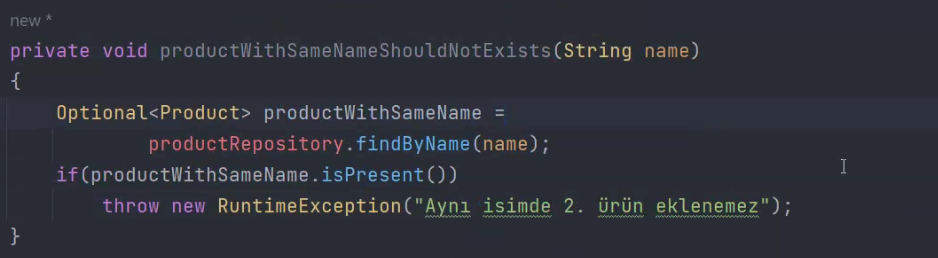 new *
private void productWithSameNameShouldNotExists(String name)
{
    Optional<Product> productWithSameName =
            productRepository.findByName(name);
    if(productWithSameName.isPresent())
        throw new RuntimeException("Aynı isimde 2. ürün eklenemez");
}